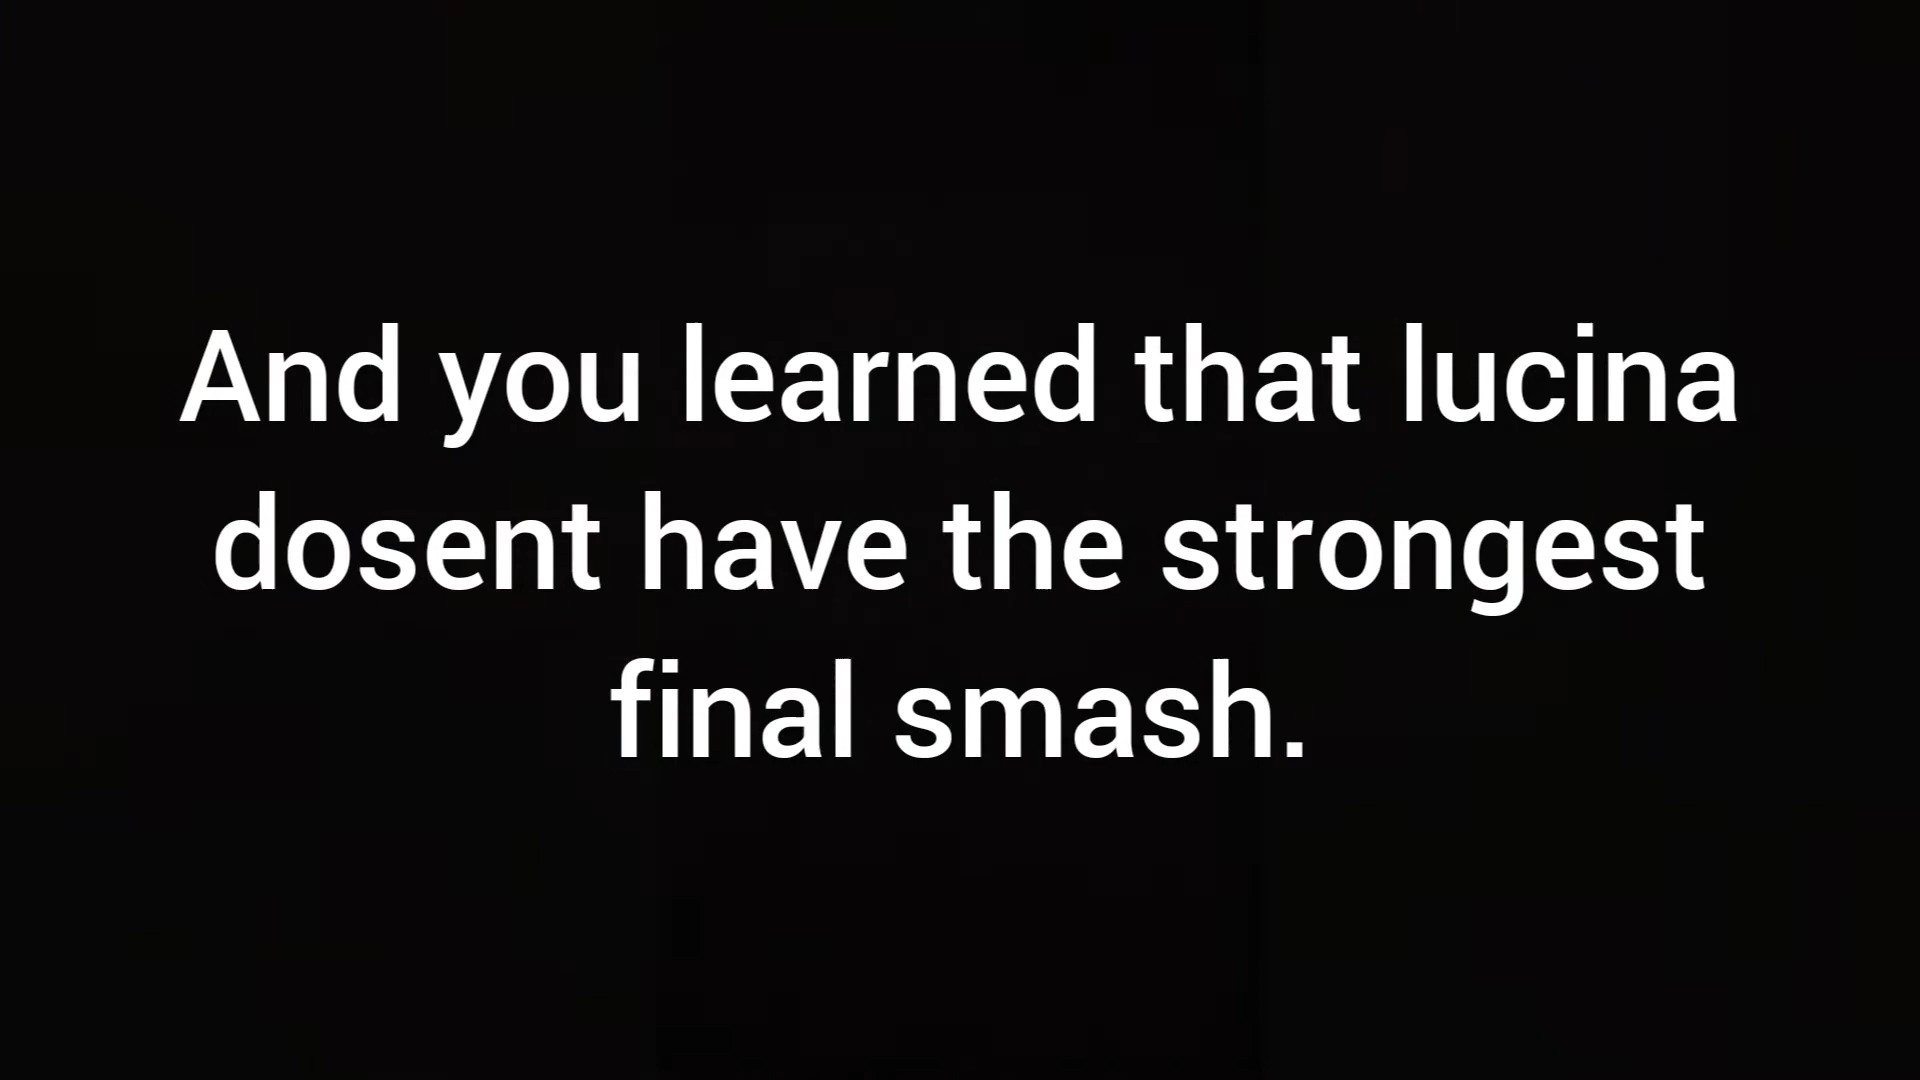 And you learned that lucina
dosent have the strongest
final smash.